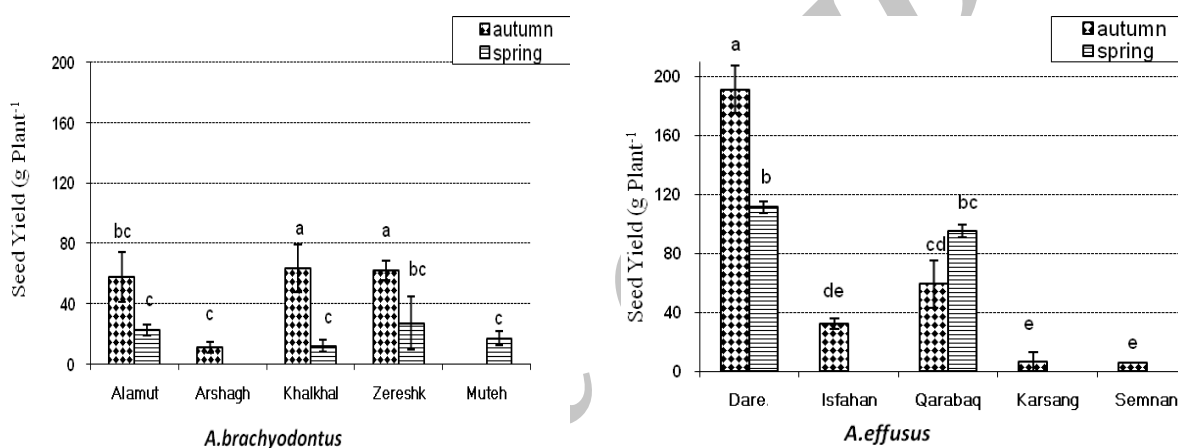 autumn
spring
Seed Yield (g Plant-1
200
160
120
80
40
0
bc
c
c
a
c
a
bc
c
Alamut Arshagh Khalkhal Zereshk Muteh
A.brachyodontus
autumn
spring
Seed Yield (g Plant-1
200
160
120
80
40
0
a
b
de
cd
bc
e
e
Dare. Isfahan Qarabaq Karsang Semnan
A.effusus